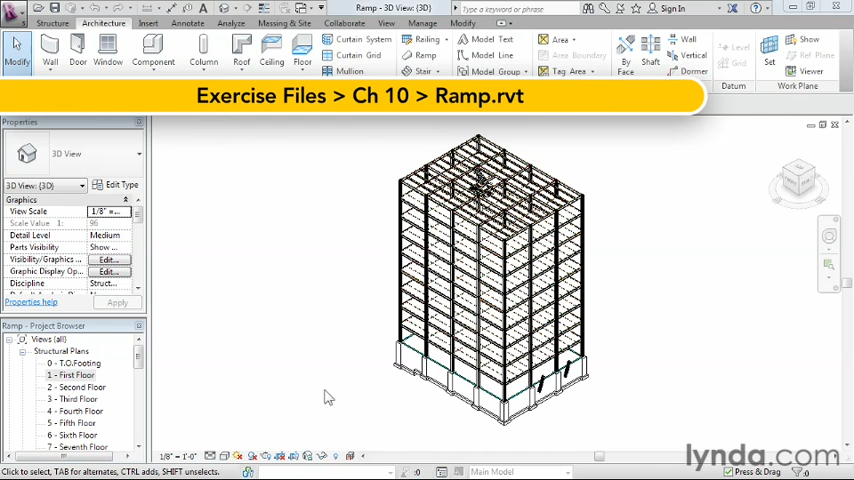 Ramp - 3D View: {3D}
Type a keyword or phrase
Sign In
Structure Architecture Insert Annotate Analyze Massing & Site Collaborate View Manage Modify
Modify Wall Door Window Component Column Roof Ceiling Floor
Curtain System Railing Model Text Area Wall Level Show
Curtain Grid Ramp Model Line Area Boundary Vertical Ref Plane
Mullion Stair Model Group Tag Area Dormer Viewer
By Face Shaft Set
Datum Work Plane
Exercise Files > Ch 10 > Ramp.rvt
Properties
3D View
3D View: {3D} Edit Type
Graphics
View Scale 1/8" =...
Scale Value 1: 96
Detail Level Medium
Parts Visibility Show ...
Visibility/Graphics ... Edit...
Graphic Display Op... Edit...
Discipline Struct...
Properties help Apply
Ramp - Project Browser
Views (all)
Structural Plans
0 - T.O.Footing
1 - First Floor
2 - Second Floor
3 - Third Floor
4 - Fourth Floor
5 - Fifth Floor
6 - Sixth Floor
7 - Seventh Floor
1/8" = 1'-0"
Click to select, TAB for alternates, CTRL adds, SHIFT unselects.
:0
Main Model
Press & Drag
:0
lynda.com